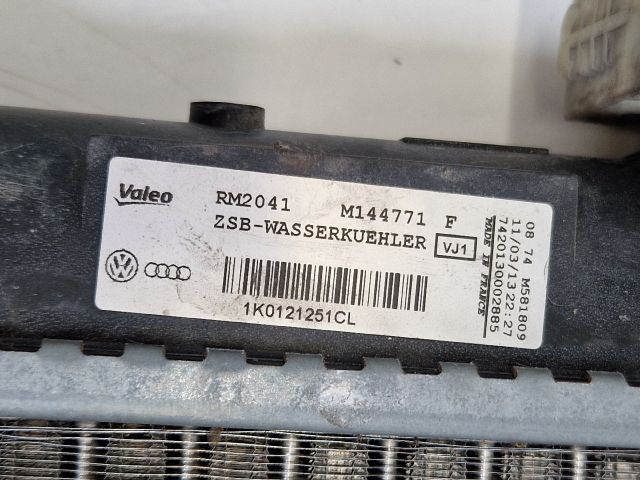 Valeo RM2041 M144771 F
ZSB-WASSERKUEHLER VJ1
1K0121251CL
MADE IN FRANCE
08 74 M581809
11/03/13 22:27
7420130002885